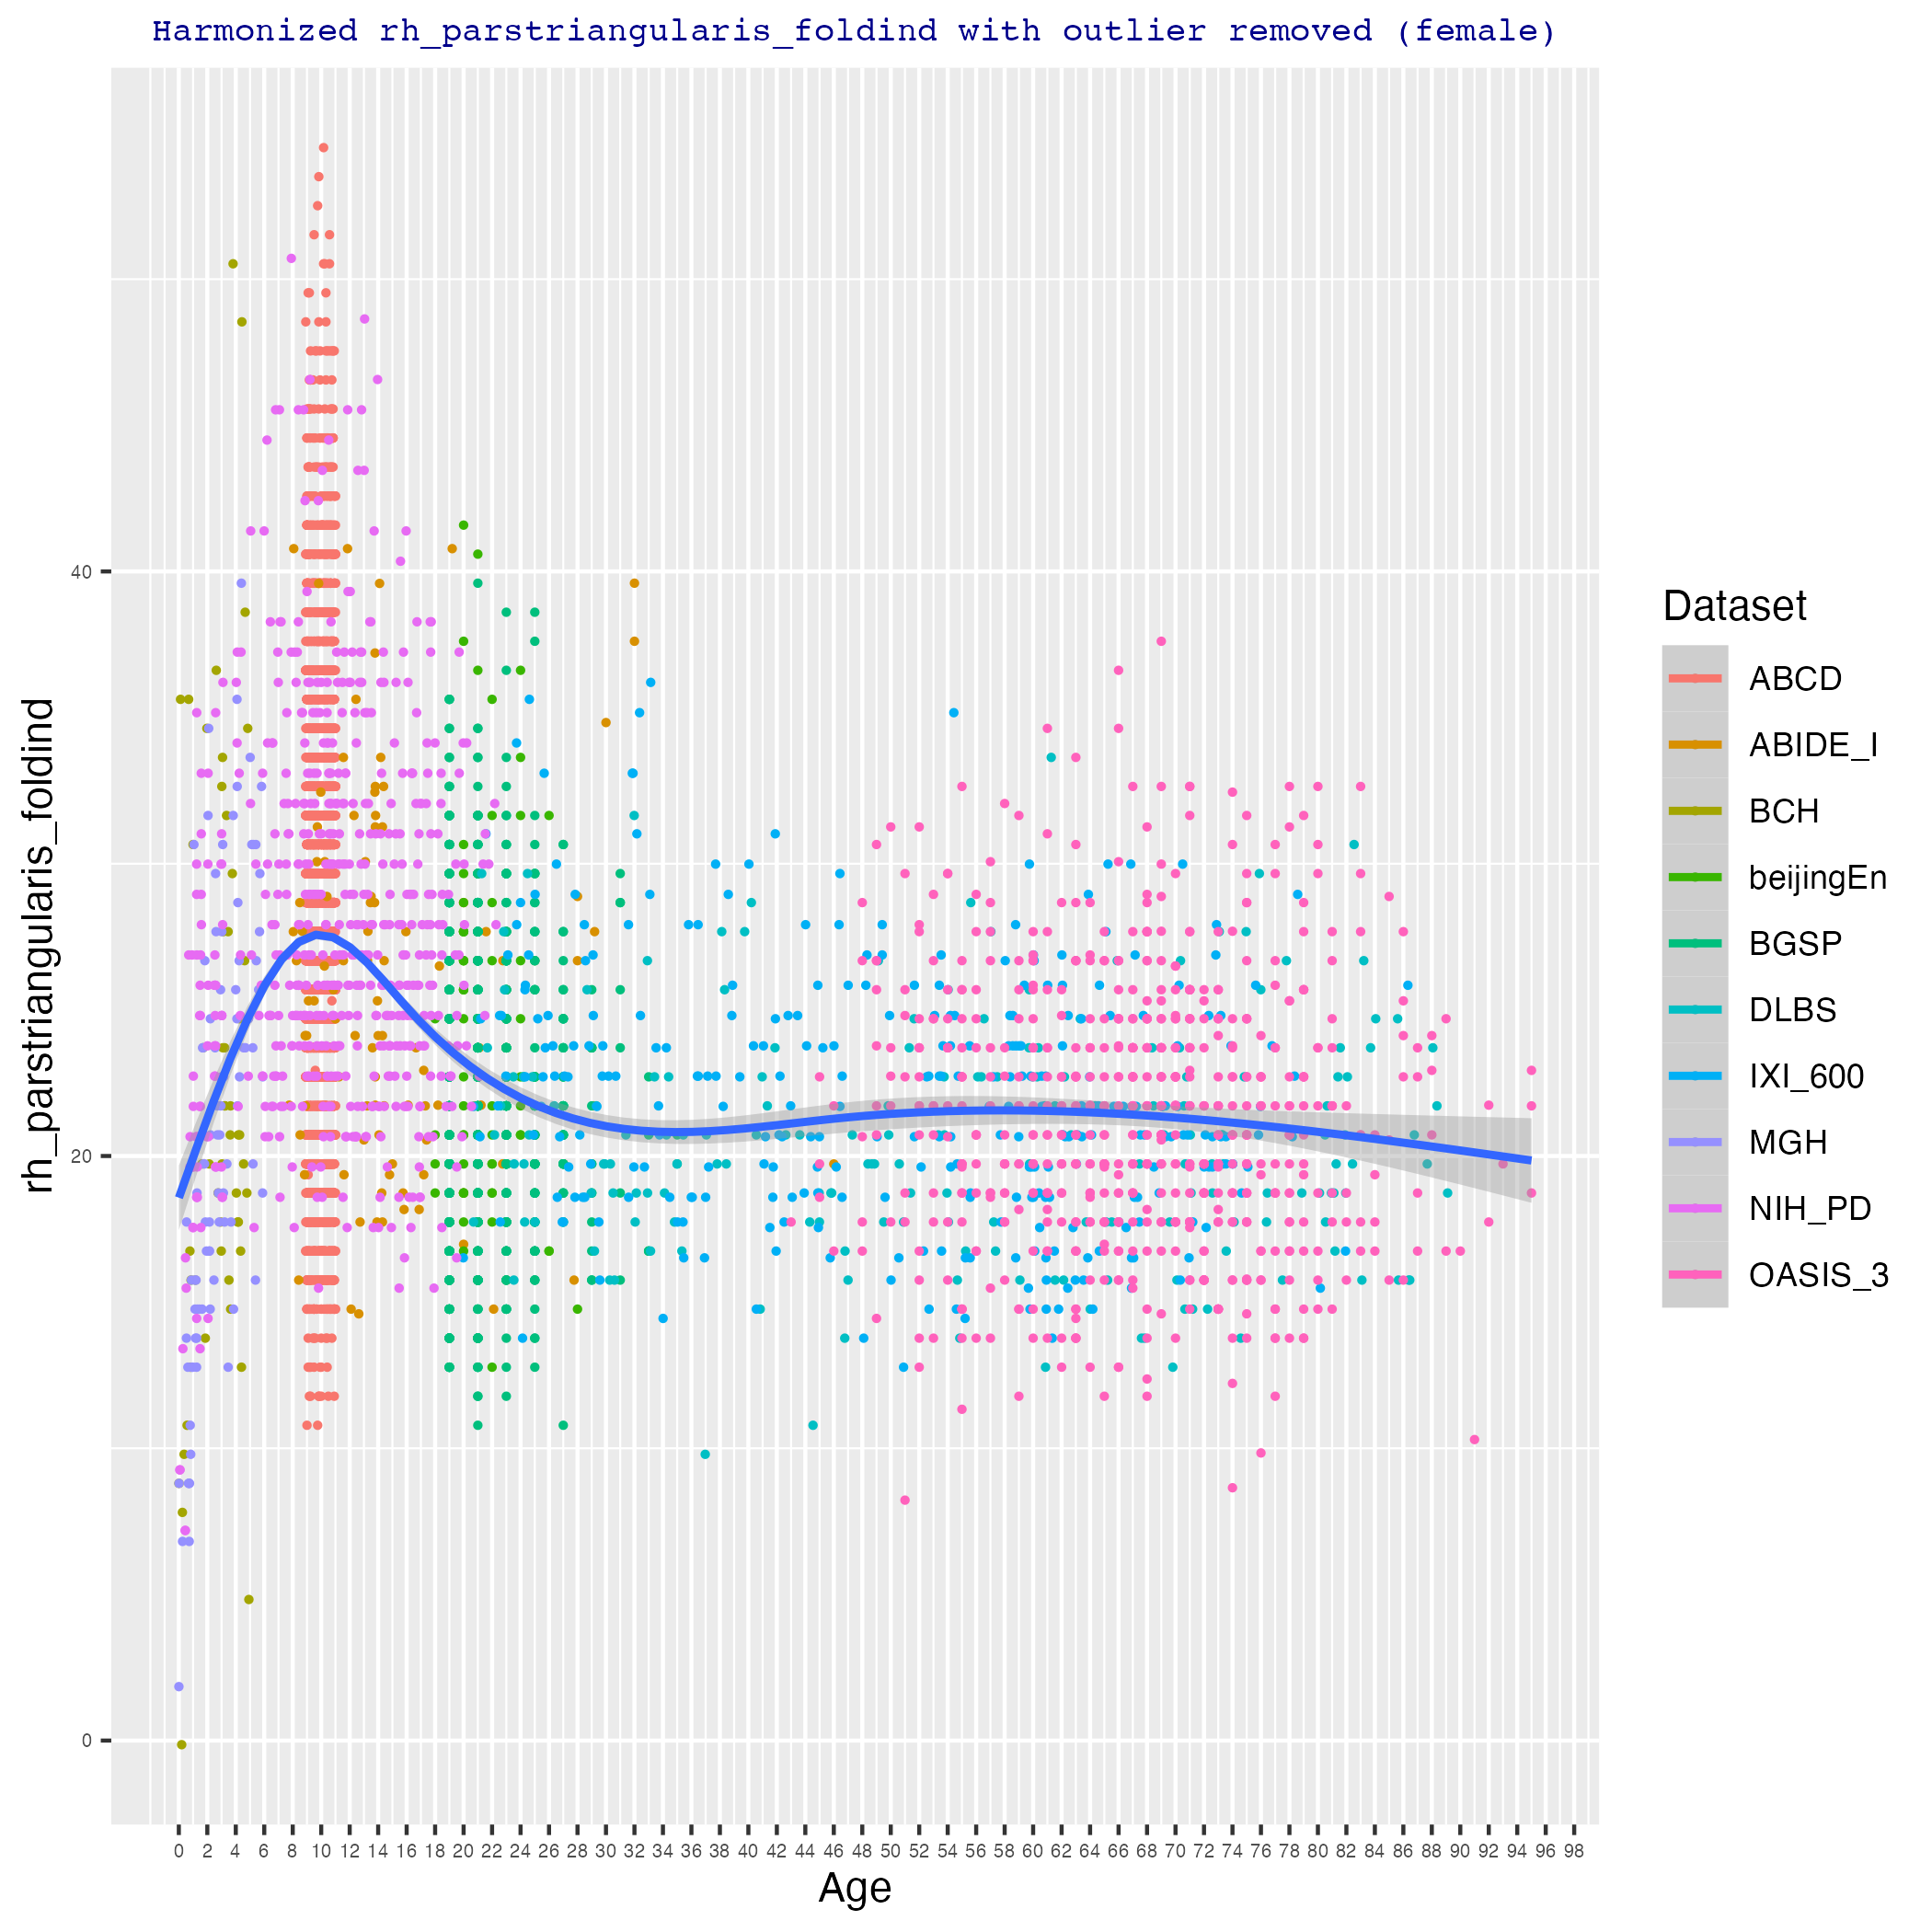 Harmonized rh_parstriangularis_foldind with outlier removed (female)
rh_parstriangularis_foldind
40
20
0
0 2 4 6 8 10 12 14 16 18 20 22 24 26 28 30 32 34 36 38 40 42 44 46 48 50 52 54 56 58 60 62 64 66 68 70 72 74 76 78 80 82 84 86 88 90 92 94 96 98
Age
Dataset
ABCD
ABIDE_I
BCH
beijingEn
BGSP
DLBS
IXI_600
MGH
NIH_PD
OASIS_3